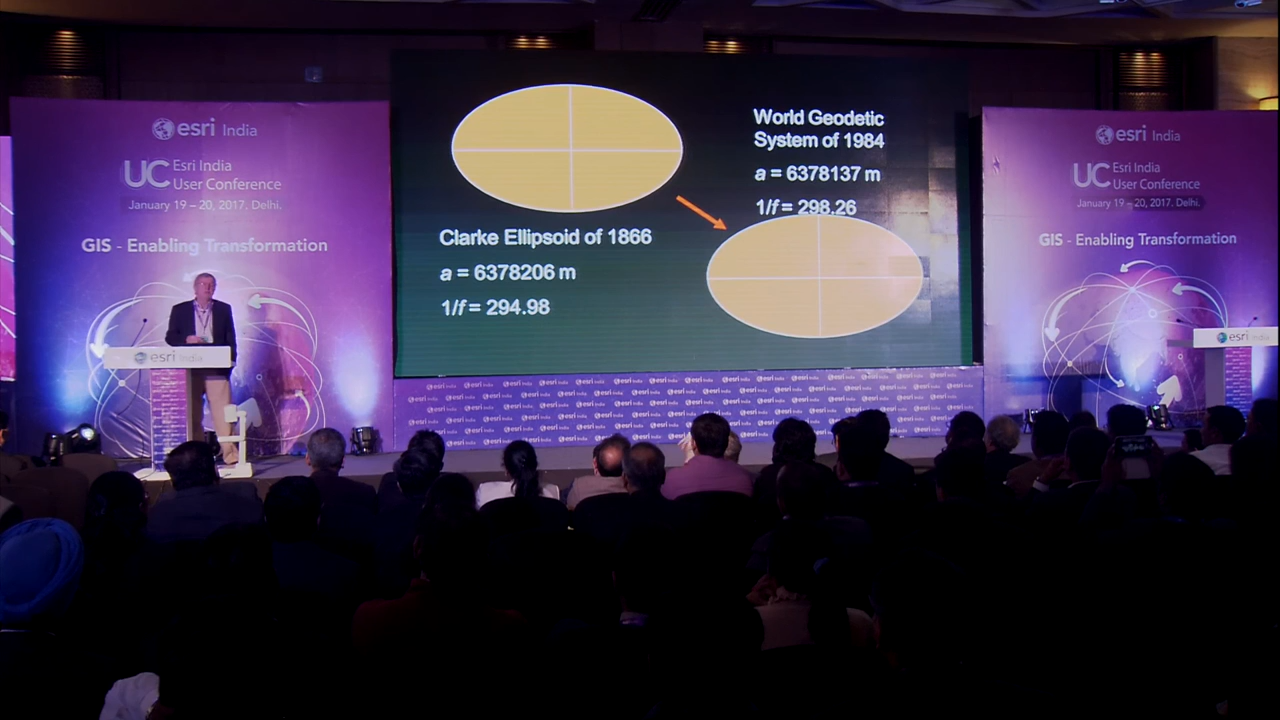 esri India
UC Esri India
User Conference
January 19 – 20, 2017. Delhi.
GIS - Enabling Transformation
esri India
World Geodetic
System of 1984
a = 6378137 m
1/f = 298.26
Clarke Ellipsoid of 1866
a = 6378206 m
1/f = 294.98
esri India
UC Esri India
User Conference
January 19 – 20, 2017. Delhi.
GIS - Enabling Transformation
esri India
esri India